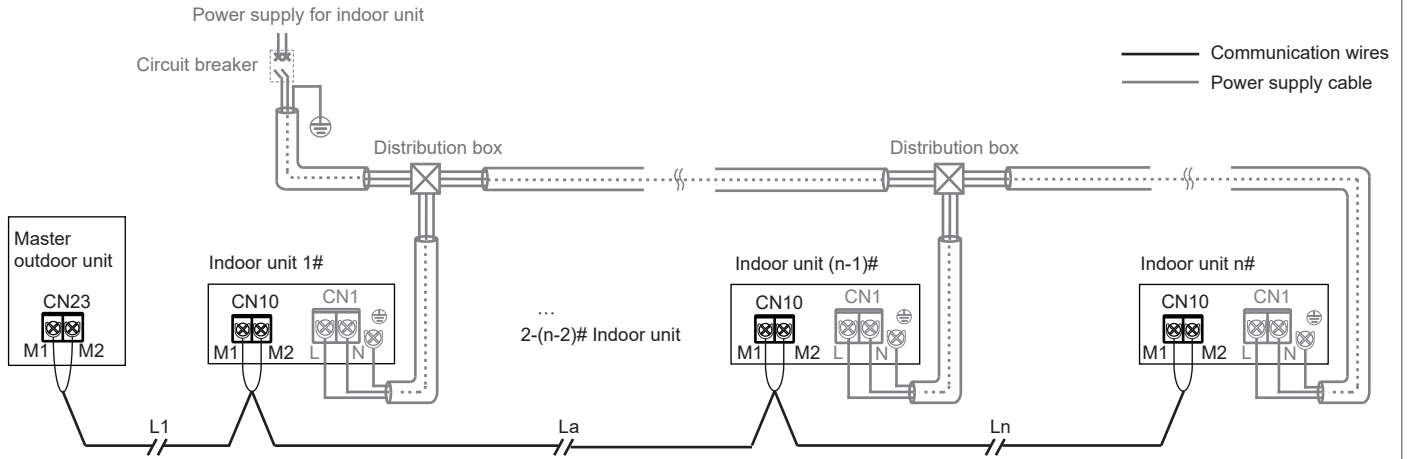 Power supply for indoor unit
Circuit breaker
Communication wires
Power supply cable
Distribution box
Distribution box
Master
outdoor unit
CN23
M1 M2
Indoor unit 1#
CN10 CN1
M1 M2 L N
...
2-(n-2)# Indoor unit
Indoor unit (n-1)#
CN10 CN1
M1 M2 L N
Indoor unit n#
CN10 CN1
M1 M2 L N
L1 La Ln